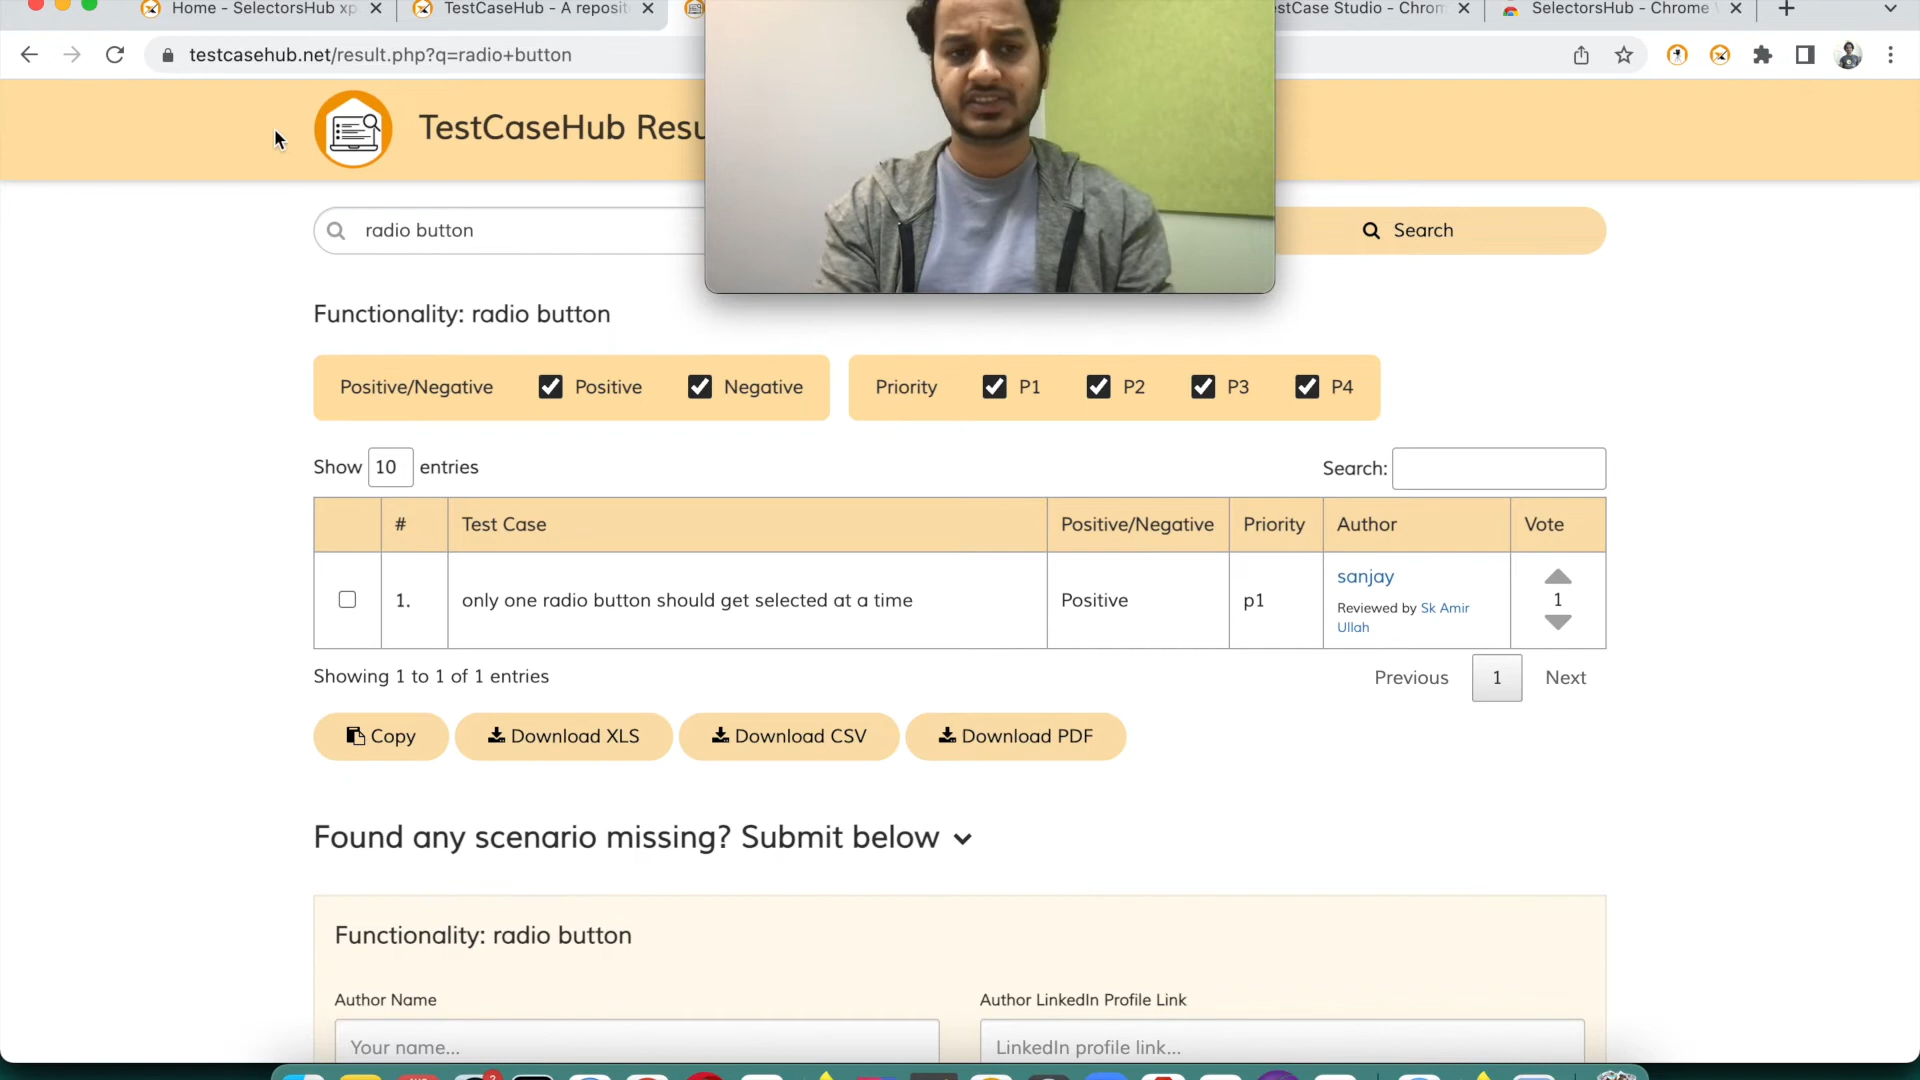 Home - SelectorsHub xp
TestCaseHub - A reposit
estCase Studio - Chrom
SelectorsHub - Chrome
testcasehub.net/result.php?q=radio+button
TestCaseHub Resu
radio button
Search
Functionality: radio button
Positive/Negative Positive Negative Priority P1 P2 P3 P4
Show 10 entries Search:
# Test Case Positive/Negative Priority Author Vote
1. only one radio button should get selected at a time Positive p1 sanjay 1
Reviewed by Sk Amir
Ullah
Showing 1 to 1 of 1 entries Previous 1 Next
Copy Download XLS Download CSV Download PDF
Found any scenario missing? Submit below
Functionality: radio button
Author Name Author LinkedIn Profile Link
Your name... LinkedIn profile link...